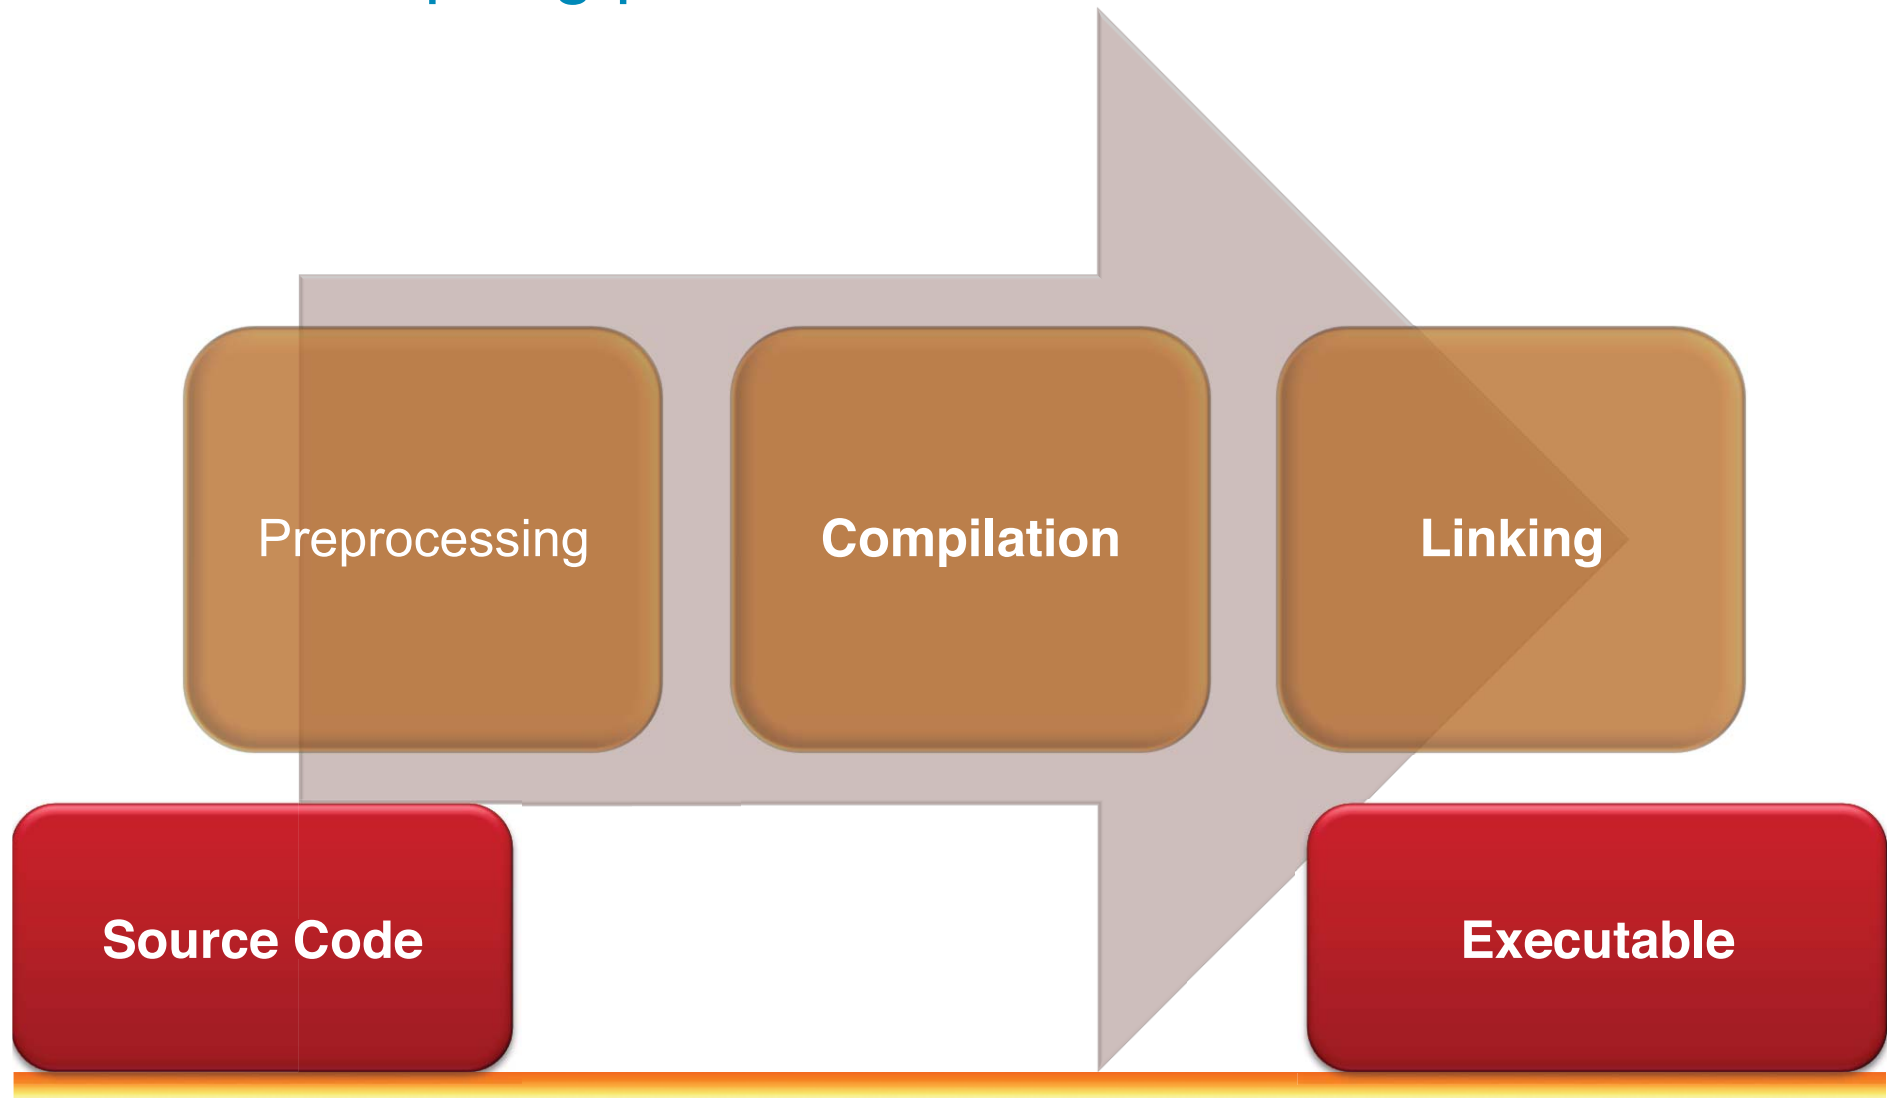 Preprocessing
Compilation
Linking
Source Code
Executable